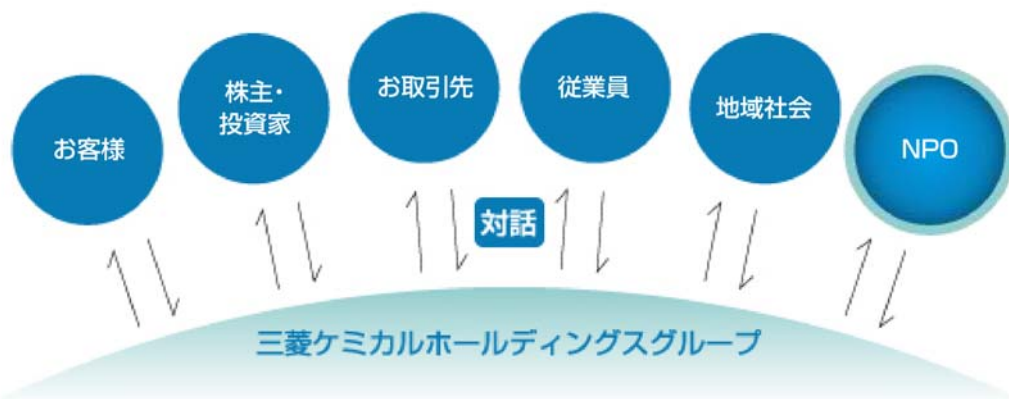 お客様
株主・
投資家
お取引先
従業員
地域社会
NPO
対話
三菱ケミカルホールディングスグループ